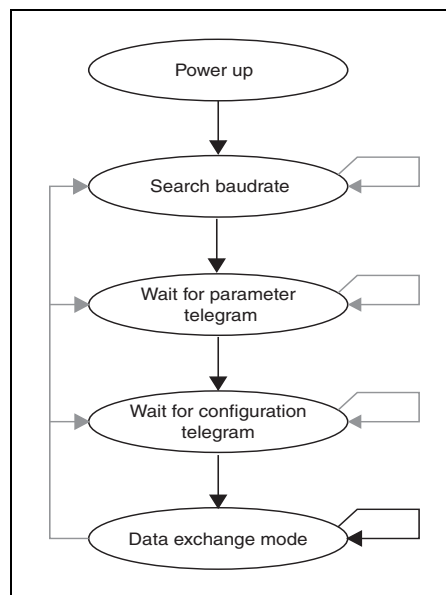 Power up
Search baudrate
Wait for parameter
telegram
Wait for configuration
telegram
Data exchange mode